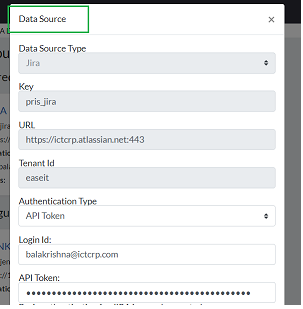 Data Source ×
Data Source Type
Jira
Key
pris_jira
URL
https://ictcrp.atlassian.net:443
Tenant Id
easeit
Authentication Type
API Token
Login Id:
balakrishna@ictcrp.com
API Token: